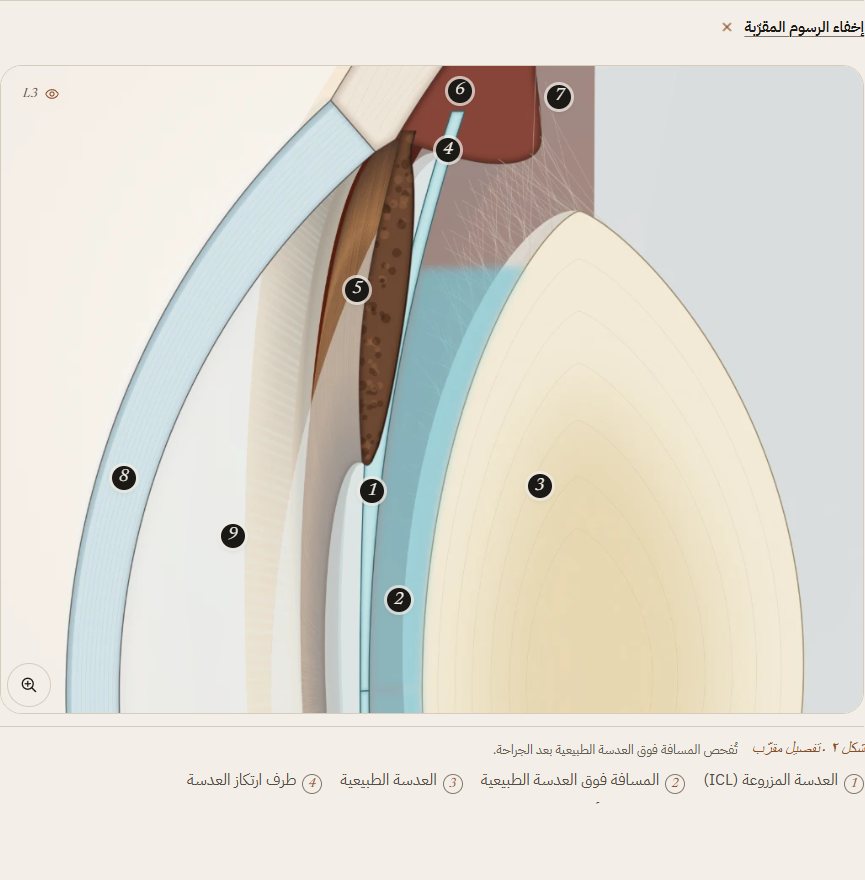 إخفاء الرسوم المقرّبة ×
L3
6
7
4
5
8
1
3
9
2
شكل ٢ · تفصيل مقرّب تُفحص المسافة فوق العدسة الطبيعية بعد الجراحة.
1 العدسة المزروعة (ICL) 2 المسافة فوق العدسة الطبيعية 3 العدسة الطبيعية 4 طرف ارتكاز العدسة